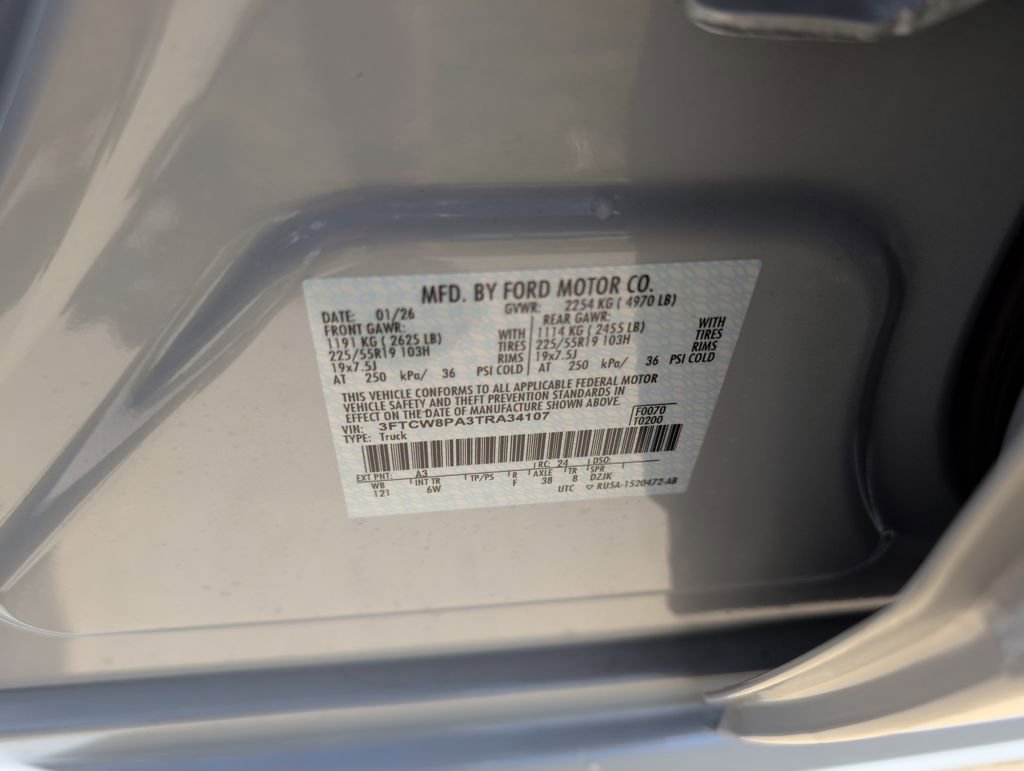 MFD. BY FORD MOTOR CO.
DATE: 01/26 GVWR: 2254 KG ( 4970 LB)
FRONT GAWR: REAR GAWR:
1191 KG ( 2625 LB) WITH 1114 KG ( 2455 LB) WITH
225/55R19 103H TIRES 225/55R19 103H TIRES
19x7.5J RIMS 19x7.5J RIMS
AT 250 kPa/ 36 PSI COLD AT 250 kPa/ 36 PSI COLD
THIS VEHICLE CONFORMS TO ALL APPLICABLE FEDERAL MOTOR
VEHICLE SAFETY AND THEFT PREVENTION STANDARDS IN
EFFECT ON THE DATE OF MANUFACTURE SHOWN ABOVE.
VIN: 3FTCW8PA3TRA34107 F0070
TYPE: Truck T0200
EXT PNT: A3 RC: 24 DSO:
WB INT TR TP/PS R AXLE TR SPR
121 6W F 38 8 DZJK
UTC ▽ RU5A-1520472-AB